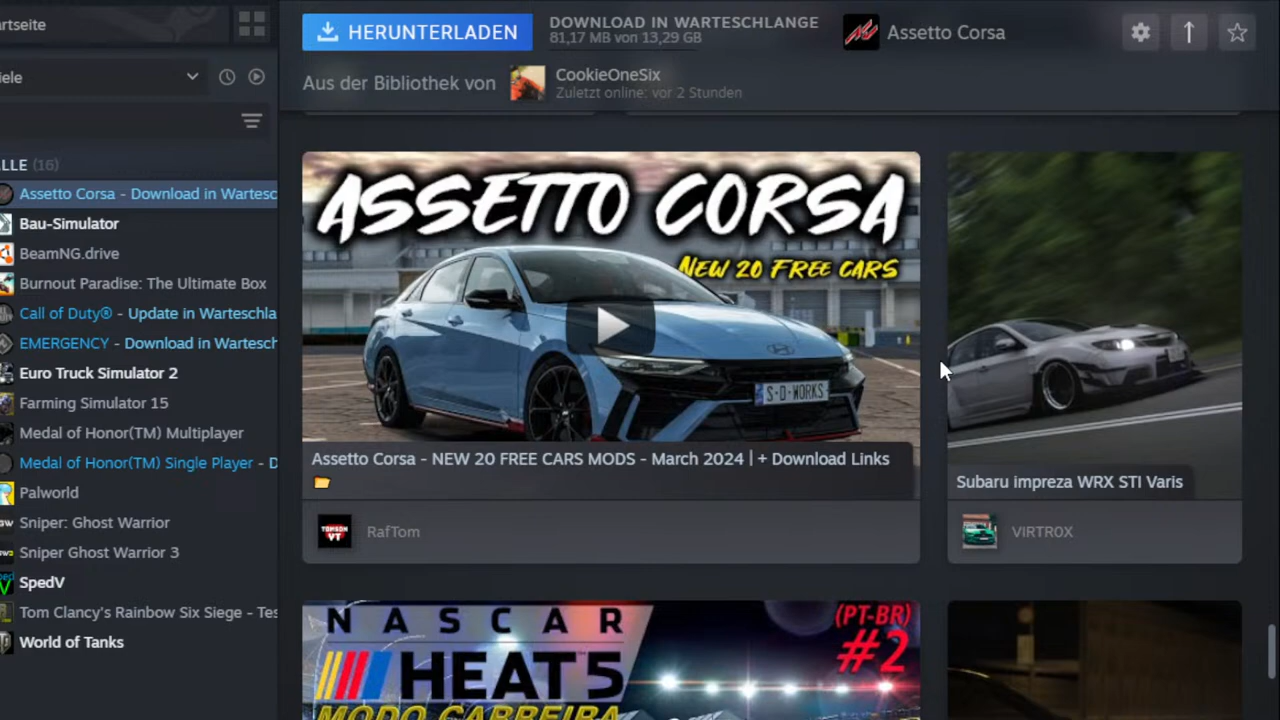 rtseite
HERUNTERLADEN
DOWNLOAD IN WARTESCHLANGE
81,17 MB von 13,29 GB
Assetto Corsa
iele
Aus der Bibliothek von
CookieOneSix
Zuletzt online: vor 2 Stunden
LLE (16)
Assetto Corsa - Download in Wartesc
Bau-Simulator
BeamNG.drive
Burnout Paradise: The Ultimate Box
Call of Duty® - Update in Warteschla
EMERGENCY - Download in Wartesch
Euro Truck Simulator 2
Farming Simulator 15
Medal of Honor(TM) Multiplayer
Medal of Honor(TM) Single Player - D
Palworld
Sniper: Ghost Warrior
Sniper Ghost Warrior 3
SpedV
Tom Clancy's Rainbow Six Siege - Tes
World of Tanks
ASSETTO CORSA
NEW 20 FREE CARS
S·D·WORKS
Assetto Corsa - NEW 20 FREE CARS MODS - March 2024 | + Download Links
TOMSON
VT
RafTom
Subaru impreza WRX STI Varis
VIRTROX
NASCAR
HEAT 5
MODO CARREIRA
(PT-BR)
#2